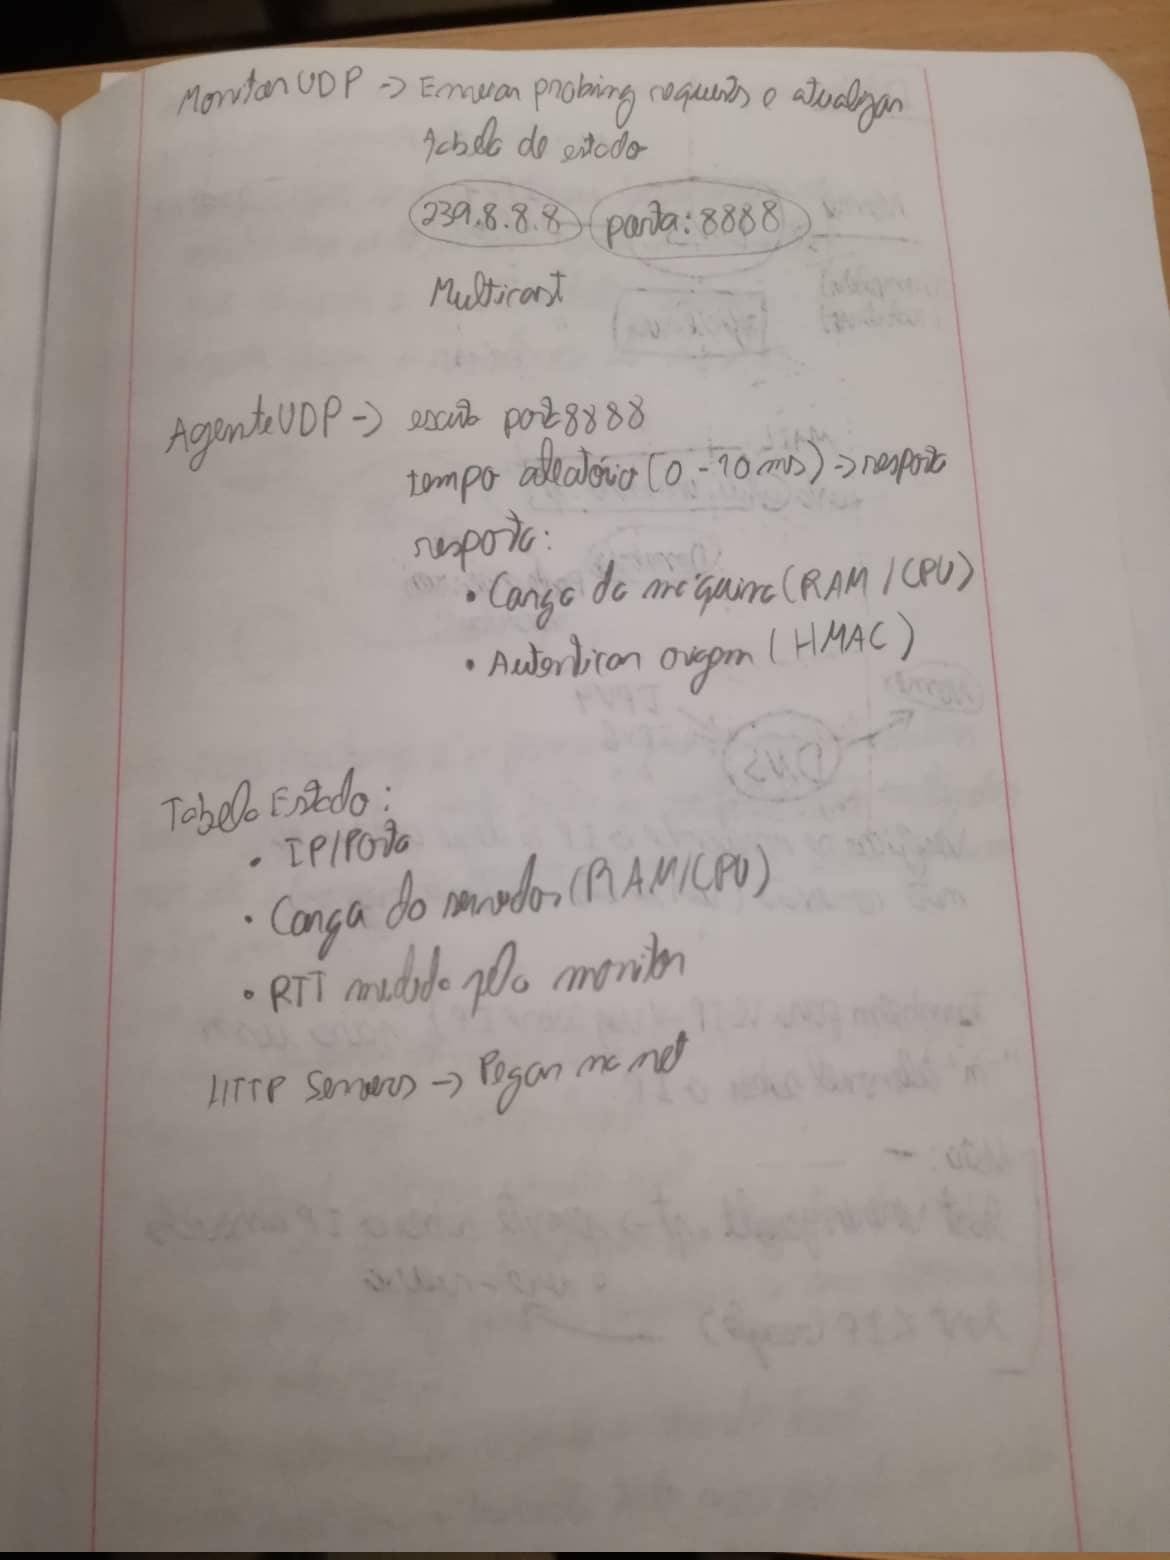 MonitorUDP -> Enviar probing requests e atualizar
tabela de estado
239.8.8.8 porta: 8888
Multicast
AgenteUDP -> escuta porta 8888
tempo aleatório (0 - 10 ms) -> resposta
resposta:
• Carga da máquina (RAM / CPU)
• Autenticar origem (HMAC)
Tabela Estado:
• IP/Porta
• Carga do servidor (RAM/CPU)
• RTT medido pelo monitor
HTTP Servers -> Pegar na net